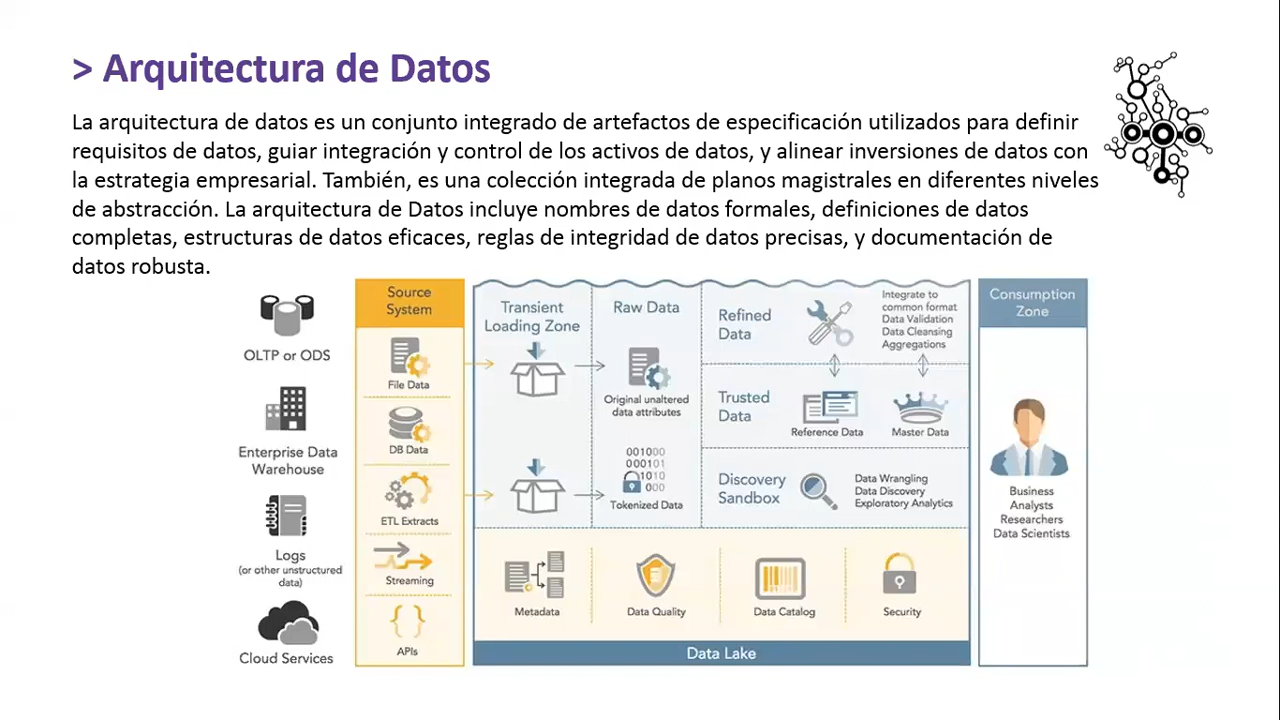 > Arquitectura de Datos
La arquitectura de datos es un conjunto integrado de artefactos de especificación utilizados para definir
requisitos de datos, guiar integración y control de los activos de datos, y alinear inversiones de datos con
la estrategia empresarial. También, es una colección integrada de planos magistrales en diferentes niveles
de abstracción. La arquitectura de Datos incluye nombres de datos formales, definiciones de datos
completas, estructuras de datos eficaces, reglas de integridad de datos precisas, y documentación de
datos robusta.
OLTP or ODS
Enterprise Data
Warehouse
Logs
(or other unstructured
data)
Cloud Services
Source
System
File Data
DB Data
ETL Extracts
Streaming
{ }
APIs
Transient
Loading Zone
Raw Data
Original unaltered
data attributes
001000
000101
1010
000
Tokenized Data
Refined
Data
Integrate to
common format
Data Validation
Data Cleansing
Aggregations
Trusted
Data
Reference Data
Master Data
Discovery
Sandbox
Data Wrangling
Data Discovery
Exploratory Analytics
Metadata
Data Quality
Data Catalog
Security
Data Lake
Consumption
Zone
Business
Analysts
Researchers
Data Scientists